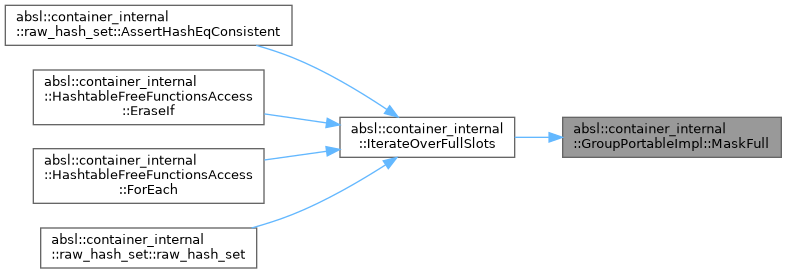 absl::container_internal
::raw_hash_set::AssertHashEqConsistent
absl::container_internal
::HashtableFreeFunctionsAccess
::EraseIf
absl::container_internal
::HashtableFreeFunctionsAccess
::ForEach
absl::container_internal
::raw_hash_set::raw_hash_set
absl::container_internal
::IterateOverFullSlots
absl::container_internal
::GroupPortableImpl::MaskFull